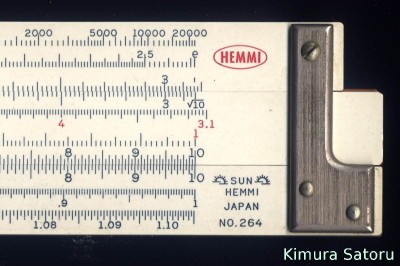 2000 5000 10000 20000
2.5 e
HEMMI
3
3 √10
4 3.1
1
8 9 10
8 9 10
SUN
HEMMI
JAPAN
NO.264
.9 1
1.08 1.09 1.10
Kimura Satoru